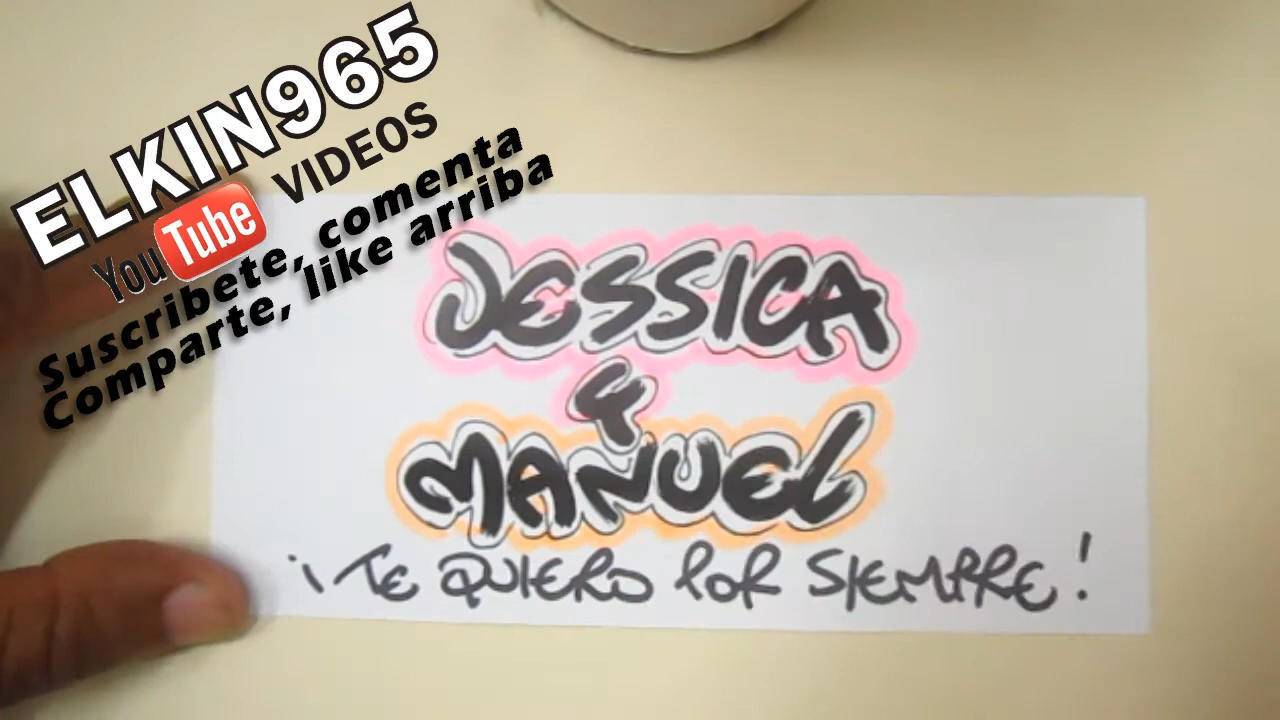 ELKIN965
VIDEOS
YouTube
Suscribete, comenta
Comparte, like arriba
JESSICA
Y
MANUEL
¡TE QUIERO POR SIEMPRE!